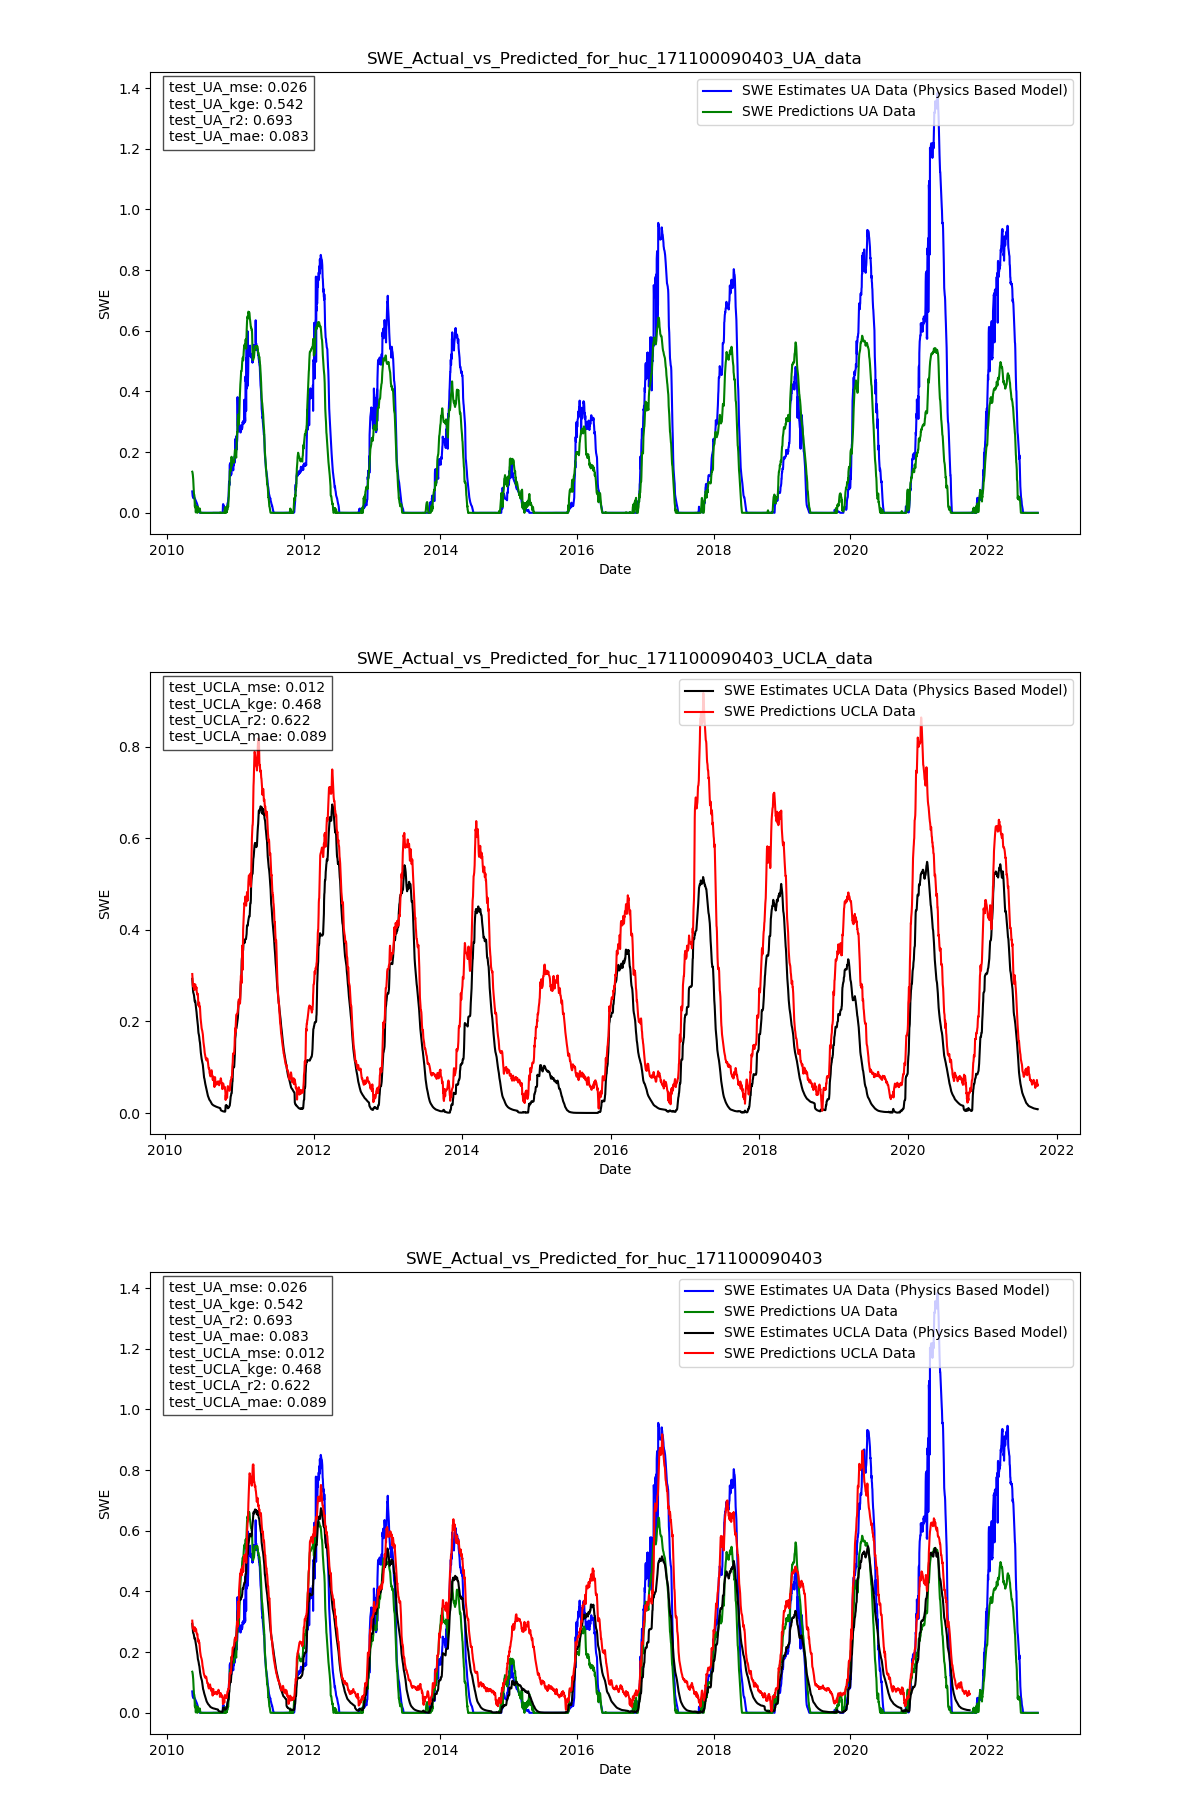 SWE_Actual_vs_Predicted_for_huc_171100090403_UA_data
test_UA_mse: 0.026
test_UA_kge: 0.542
test_UA_r2: 0.693
test_UA_mae: 0.083
SWE Estimates UA Data (Physics Based Model)
SWE Predictions UA Data
1.4
1.2
1.0
0.8
0.6
0.4
0.2
0.0
SWE
2010 2012 2014 2016 2018 2020 2022
Date
SWE_Actual_vs_Predicted_for_huc_171100090403_UCLA_data
test_UCLA_mse: 0.012
test_UCLA_kge: 0.468
test_UCLA_r2: 0.622
test_UCLA_mae: 0.089
SWE Estimates UCLA Data (Physics Based Model)
SWE Predictions UCLA Data
0.8
0.6
0.4
0.2
0.0
SWE
2010 2012 2014 2016 2018 2020 2022
Date
SWE_Actual_vs_Predicted_for_huc_171100090403
test_UA_mse: 0.026
test_UA_kge: 0.542
test_UA_r2: 0.693
test_UA_mae: 0.083
test_UCLA_mse: 0.012
test_UCLA_kge: 0.468
test_UCLA_r2: 0.622
test_UCLA_mae: 0.089
SWE Estimates UA Data (Physics Based Model)
SWE Predictions UA Data
SWE Estimates UCLA Data (Physics Based Model)
SWE Predictions UCLA Data
1.4
1.2
1.0
0.8
0.6
0.4
0.2
0.0
SWE
2010 2012 2014 2016 2018 2020 2022
Date